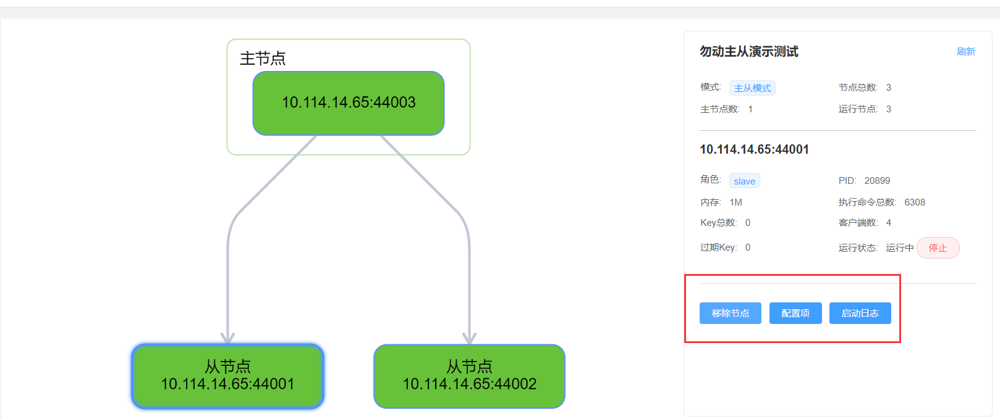 主节点
10.114.14.65:44003
从节点
10.114.14.65:44001
从节点
10.114.14.65:44002
勿动主从演示测试
刷新
模式: 主从模式
节点总数: 3
主节点数: 1
运行节点: 3
10.114.14.65:44001
角色: slave
PID: 20899
内存: 1M
执行命令总数: 6308
Key总数: 0
客户端数: 4
过期Key: 0
运行状态: 运行中 停止
移除节点
配置项
启动日志